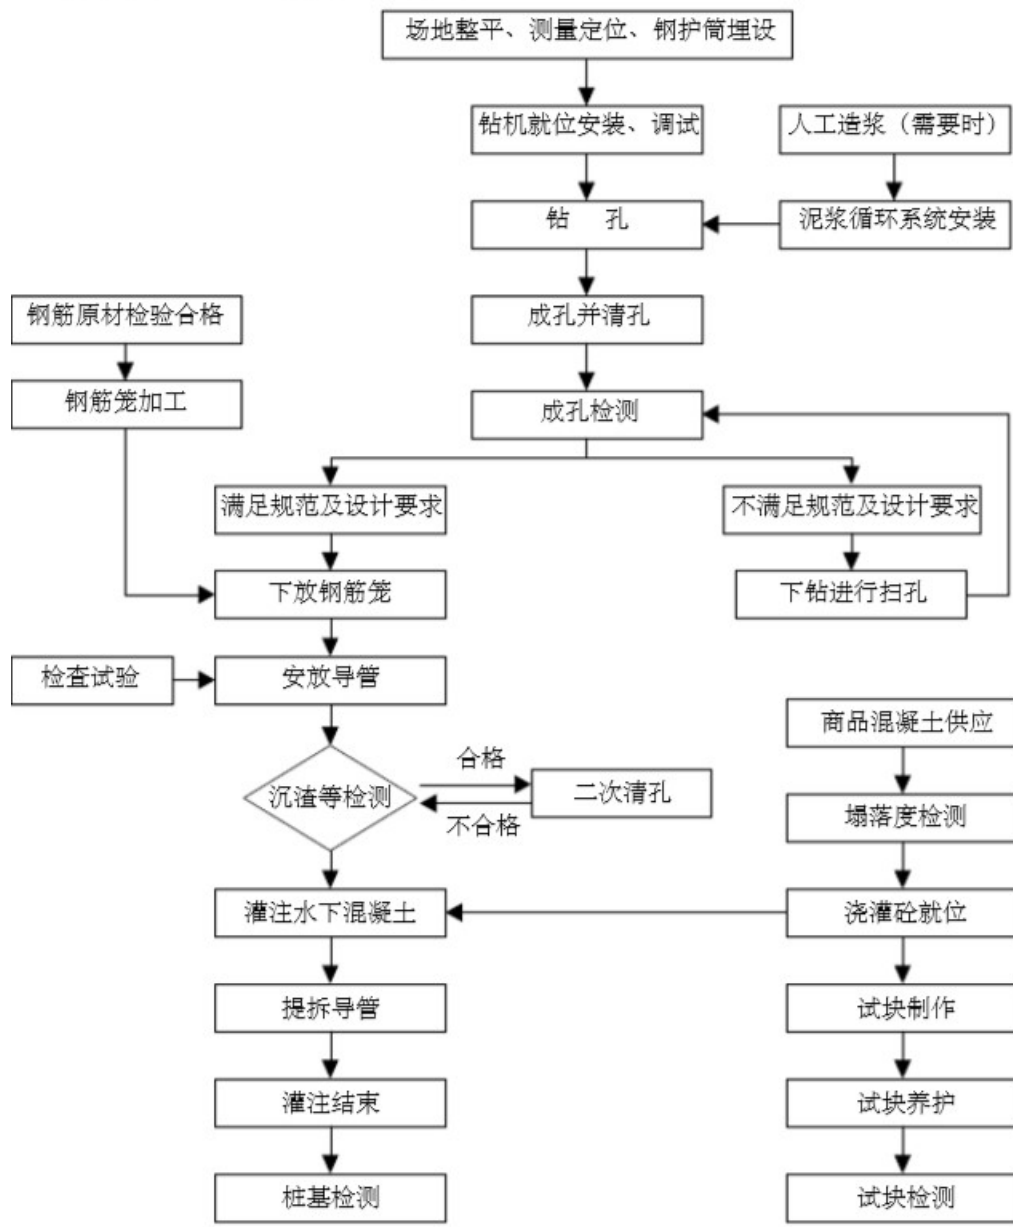 场地整平、测量定位、钢护筒埋设
钻机就位安装、调试
人工造浆（需要时）
钻 孔
泥浆循环系统安装
钢筋原材检验合格
成孔并清孔
钢筋笼加工
成孔检测
满足规范及设计要求
不满足规范及设计要求
下放钢筋笼
下钻进行扫孔
检查试验
安放导管
商品混凝土供应
合格
沉渣等检测
二次清孔
不合格
塌落度检测
灌注水下混凝土
浇灌砼就位
提拆导管
试块制作
灌注结束
试块养护
桩基检测
试块检测